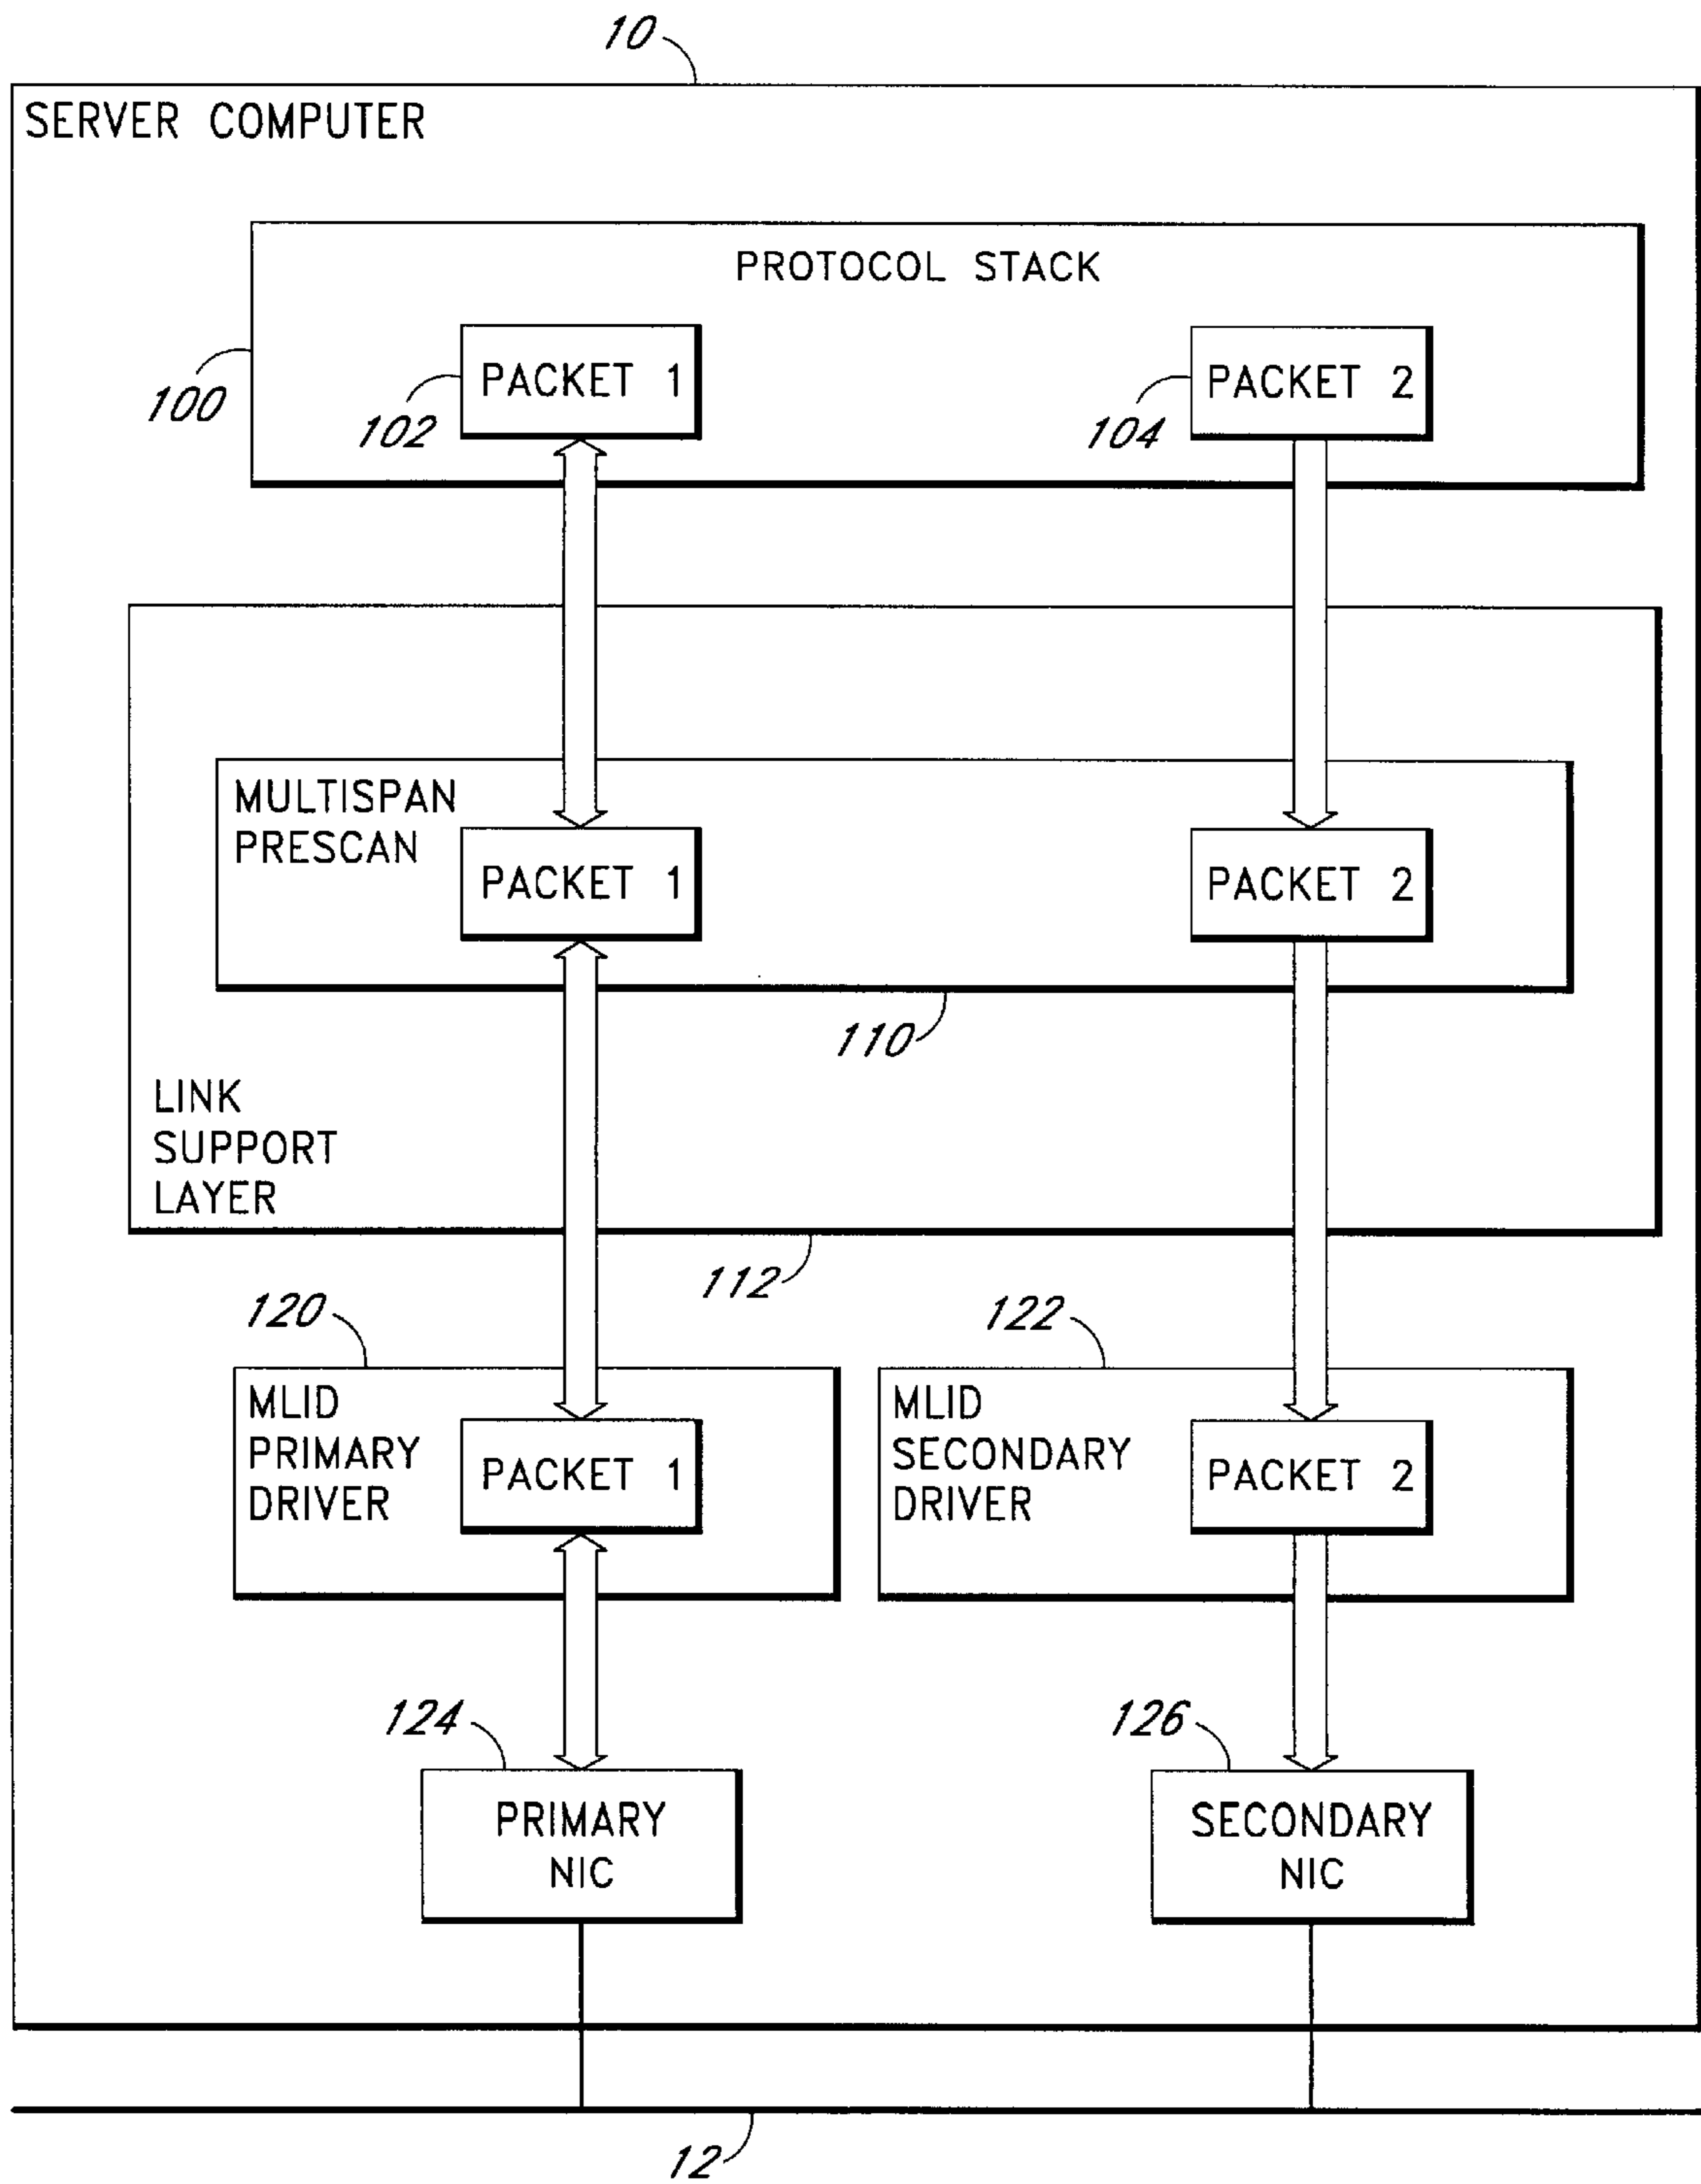 10
SERVER COMPUTER
PROTOCOL STACK
PACKET 1
PACKET 2
100
102
104
MULTISPAN
PRESCAN
PACKET 1
PACKET 2
110
LINK
SUPPORT
LAYER
112
120
122
MLID
PRIMARY
DRIVER
PACKET 1
MLID
SECONDARY
DRIVER
PACKET 2
124
126
PRIMARY
NIC
SECONDARY
NIC
12